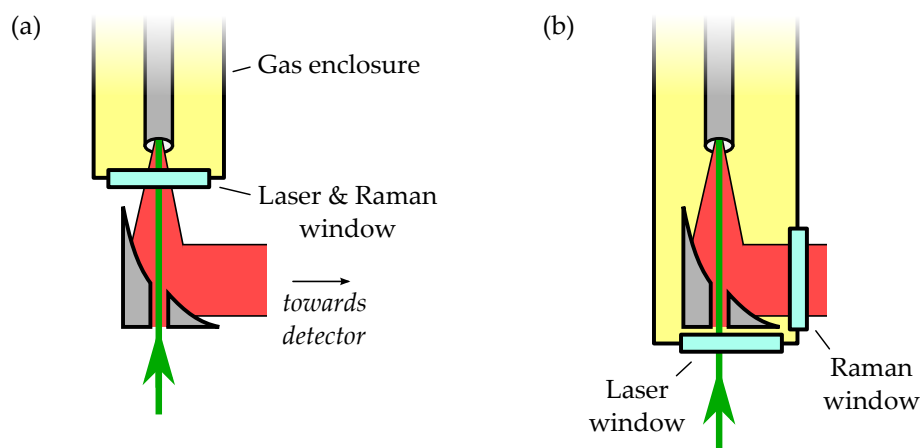 (a)
Gas enclosure
Laser & Raman
window
towards
detector
(b)
Laser
window
Raman
window